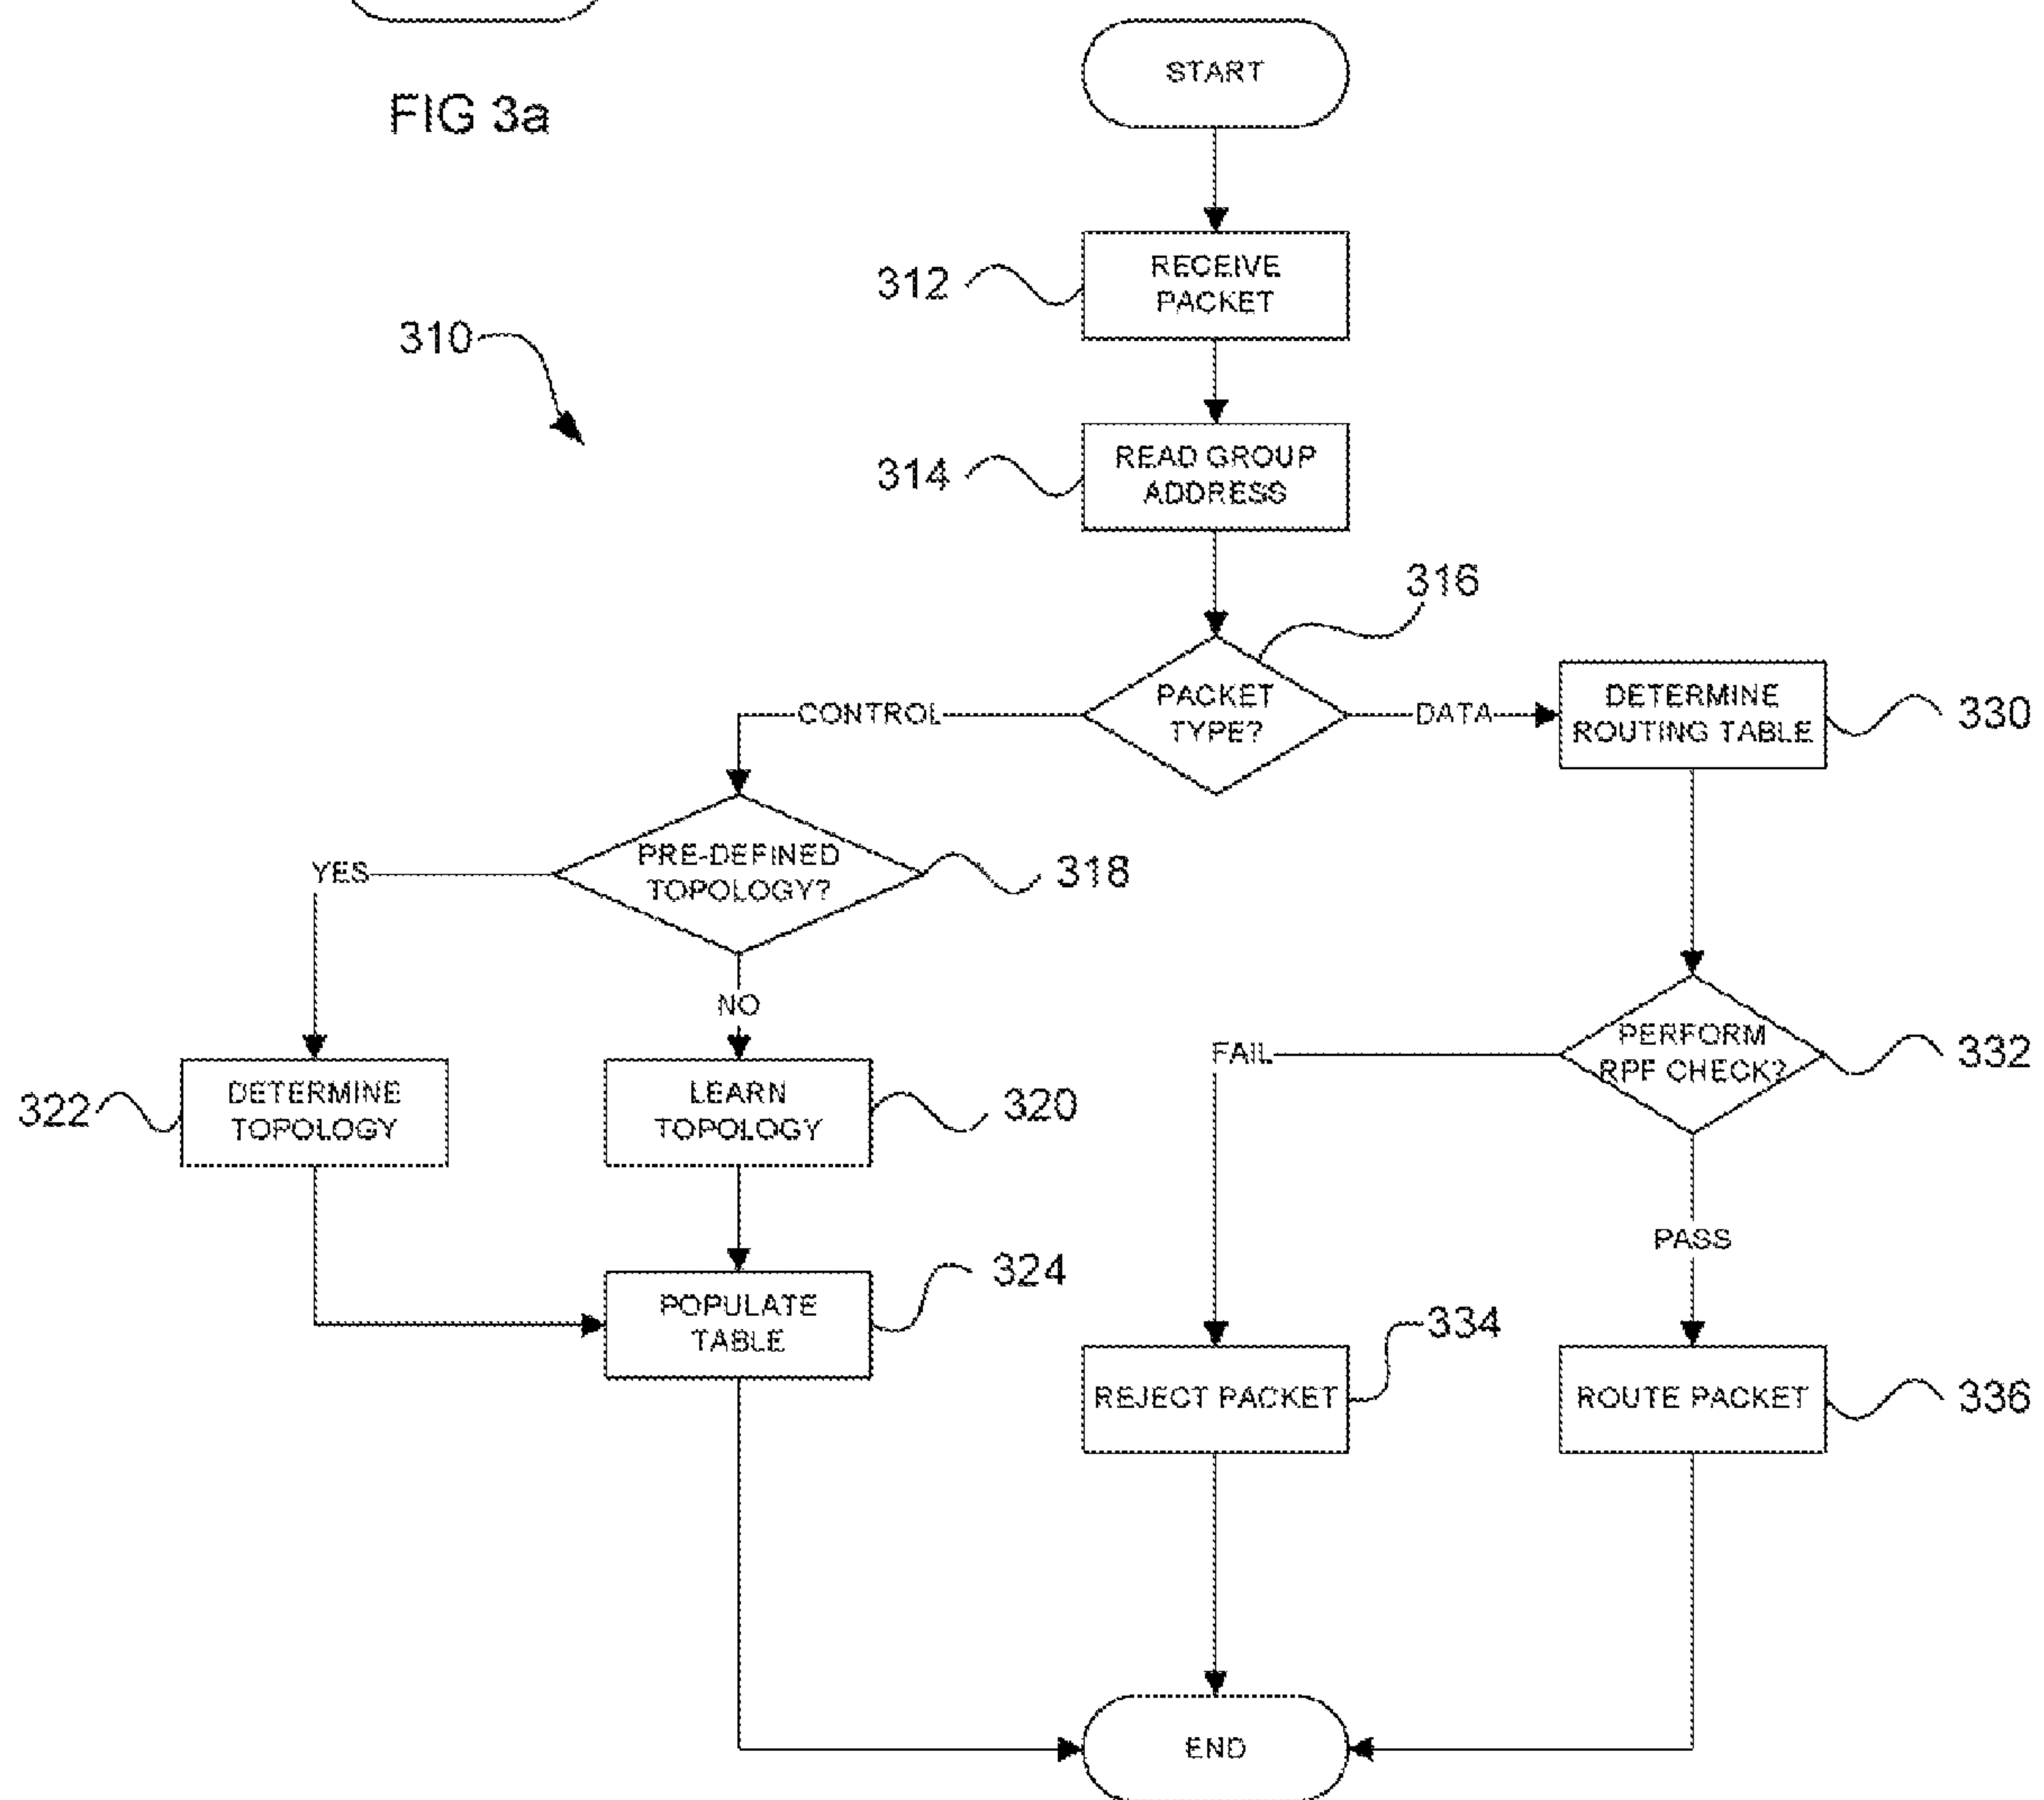 START
FIG 3a
RECEIVE
PACKET
312
310
READ GROUP
ADDRESS
314
316
PACKET
TYPE?
CONTROL
DATA
DETERMINE
ROUTING TABLE
330
PRE-DEFINED
TOPOLOGY?
318
YES
NO
PERFORM
RPF CHECK?
332
FAIL
DETERMINE
TOPOLOGY
322
LEARN
TOPOLOGY
320
PASS
POPULATE
TABLE
324
334
REJECT PACKET
ROUTE PACKET
336
END